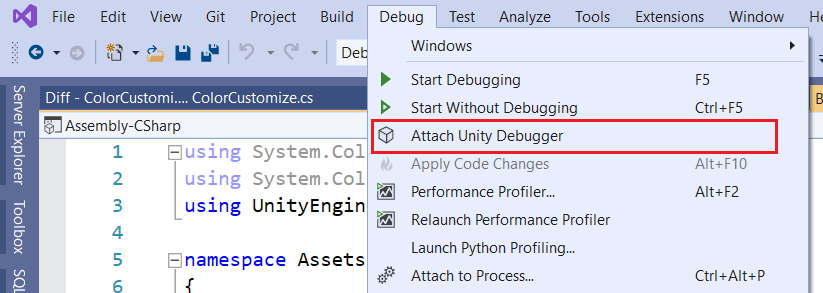 File Edit View Git Project Build Debug Test Analyze Tools Extensions Window
Windows
Start Debugging F5
Start Without Debugging Ctrl+F5
Attach Unity Debugger
Apply Code Changes Alt+F10
Performance Profiler... Alt+F2
Relaunch Performance Profiler
Launch Python Profiling...
Attach to Process... Ctrl+Alt+P
Deb
Diff - ColorCustomi.... ColorCustomize.cs
Assembly-CSharp
1 using System.Col
2 using System.Col
3 using UnityEngin
4
5 namespace Assets
6 {
Server Explorer
Toolbox
SQL